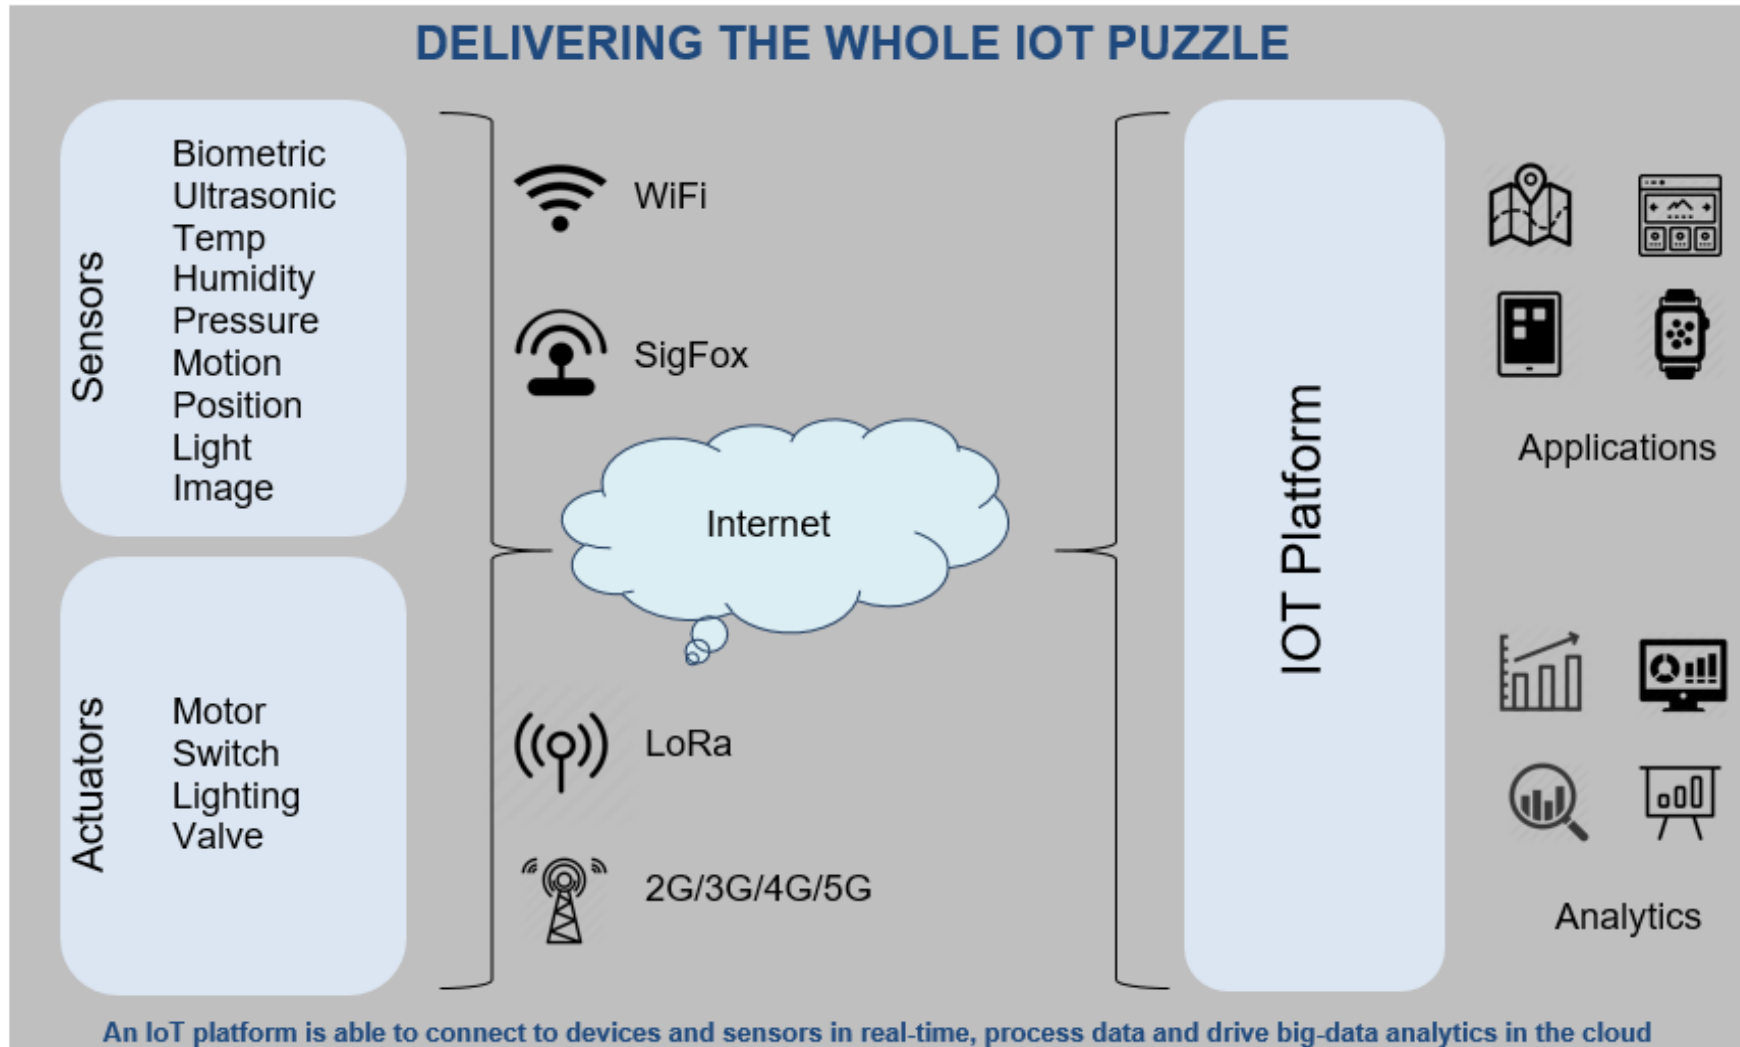 DELIVERING THE WHOLE IOT PUZZLE
Sensors
Biometric
Ultrasonic
Temp
Humidity
Pressure
Motion
Position
Light
Image
Actuators
Motor
Switch
Lighting
Valve
WiFi
SigFox
Internet
LoRa
2G/3G/4G/5G
IOT Platform
Applications
Analytics
An IoT platform is able to connect to devices and sensors in real-time, process data and drive big-data analytics in the cloud